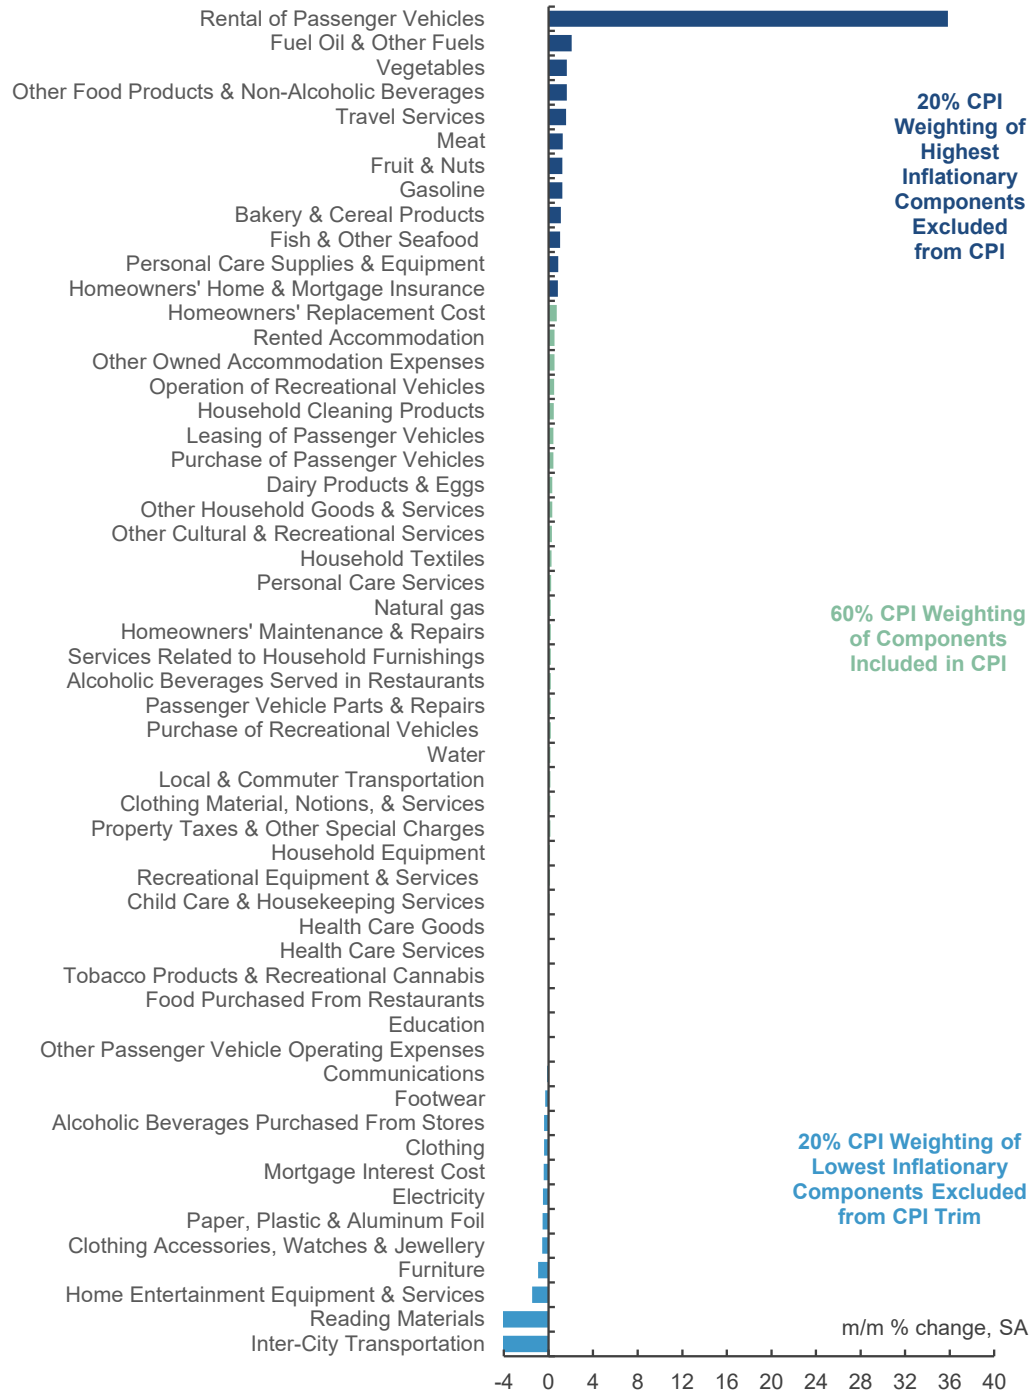 Rental of Passenger Vehicles
Fuel Oil & Other Fuels
Vegetables
Other Food Products & Non-Alcoholic Beverages
Travel Services
Meat
Fruit & Nuts
Gasoline
Bakery & Cereal Products
Fish & Other Seafood
Personal Care Supplies & Equipment
Homeowners' Home & Mortgage Insurance
Homeowners' Replacement Cost
Rented Accommodation
Other Owned Accommodation Expenses
Operation of Recreational Vehicles
Household Cleaning Products
Leasing of Passenger Vehicles
Purchase of Passenger Vehicles
Dairy Products & Eggs
Other Household Goods & Services
Other Cultural & Recreational Services
Household Textiles
Personal Care Services
Natural gas
Homeowners' Maintenance & Repairs
Services Related to Household Furnishings
Alcoholic Beverages Served in Restaurants
Passenger Vehicle Parts & Repairs
Purchase of Recreational Vehicles
Water
Local & Commuter Transportation
Clothing Material, Notions, & Services
Property Taxes & Other Special Charges
Household Equipment
Recreational Equipment & Services
Child Care & Housekeeping Services
Health Care Goods
Health Care Services
Tobacco Products & Recreational Cannabis
Food Purchased From Restaurants
Education
Other Passenger Vehicle Operating Expenses
Communications
Footwear
Alcoholic Beverages Purchased From Stores
Clothing
Mortgage Interest Cost
Electricity
Paper, Plastic & Aluminum Foil
Clothing Accessories, Watches & Jewellery
Furniture
Home Entertainment Equipment & Services
Reading Materials
Inter-City Transportation
20% CPI
Weighting of
Highest
Inflationary
Components
Excluded
from CPI
60% CPI Weighting
of Components
Included in CPI
20% CPI Weighting of
Lowest Inflationary
Components Excluded
from CPI Trim
m/m % change, SA
-4 0 4 8 12 16 20 24 28 32 36 40